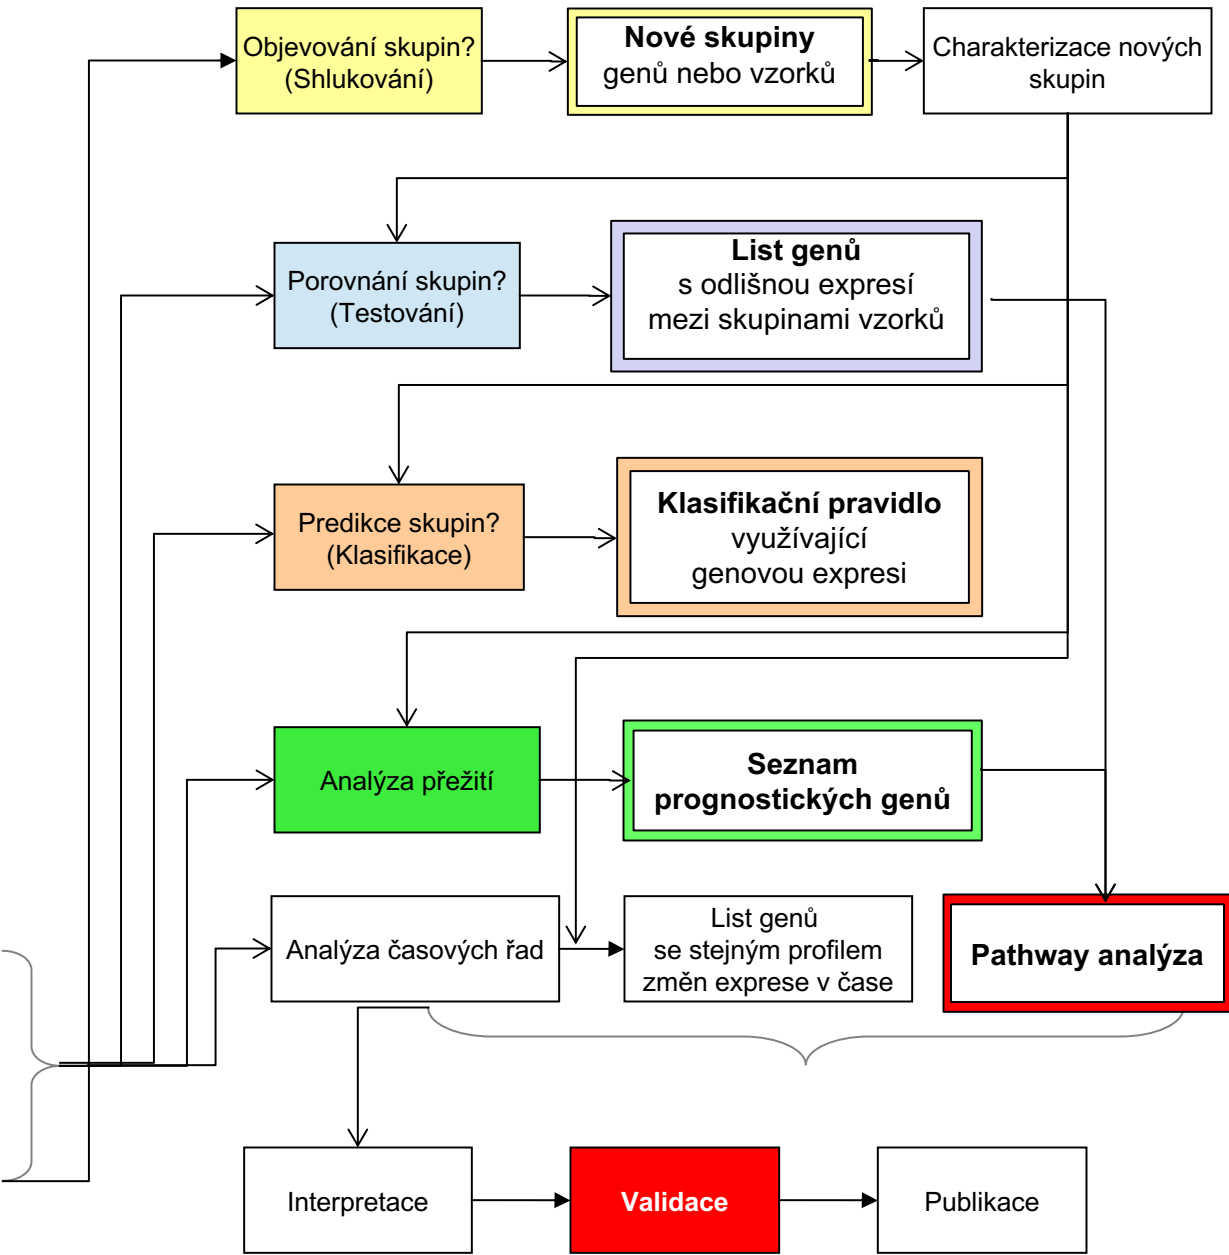 Objevování skupin?
(Shlukování)
Nové skupiny
genů nebo vzorků
Charakterizace nových
skupin
Porovnání skupin?
(Testování)
List genů
s odlišnou expresí
mezi skupinami vzorků
Predikce skupin?
(Klasifikace)
Klasifikační pravidlo
využívající
genovou expresi
Analýza přežití
Seznam
prognostických genů
Analýza časových řad
List genů
se stejným profilem
změn exprese v čase
Pathway analýza
Interpretace
Validace
Publikace